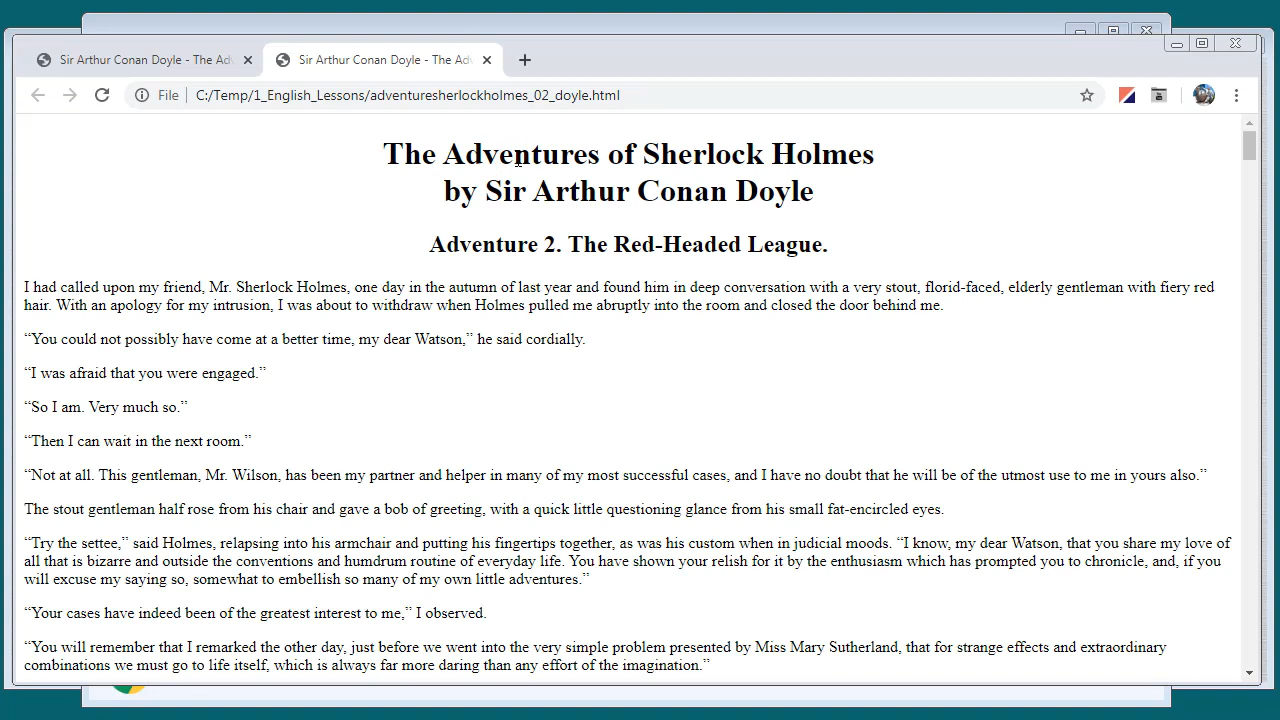 Sir Arthur Conan Doyle - The Ad
Sir Arthur Conan Doyle - The Adv
File
C:/Temp/1_English_Lessons/adventuresherlockholmes_02_doyle.html
The Adventures of Sherlock Holmes
by Sir Arthur Conan Doyle
Adventure 2. The Red-Headed League.
I had called upon my friend, Mr. Sherlock Holmes, one day in the autumn of last year and found him in deep conversation with a very stout, florid-faced, elderly gentleman with fiery red
hair. With an apology for my intrusion, I was about to withdraw when Holmes pulled me abruptly into the room and closed the door behind me.
“You could not possibly have come at a better time, my dear Watson,” he said cordially.
“I was afraid that you were engaged.”
“So I am. Very much so.”
“Then I can wait in the next room.”
“Not at all. This gentleman, Mr. Wilson, has been my partner and helper in many of my most successful cases, and I have no doubt that he will be of the utmost use to me in yours also.”
The stout gentleman half rose from his chair and gave a bob of greeting, with a quick little questioning glance from his small fat-encircled eyes.
“Try the settee,” said Holmes, relapsing into his armchair and putting his fingertips together, as was his custom when in judicial moods. “I know, my dear Watson, that you share my love of
all that is bizarre and outside the conventions and humdrum routine of everyday life. You have shown your relish for it by the enthusiasm which has prompted you to chronicle, and, if you
will excuse my saying so, somewhat to embellish so many of my own little adventures.”
“Your cases have indeed been of the greatest interest to me,” I observed.
“You will remember that I remarked the other day, just before we went into the very simple problem presented by Miss Mary Sutherland, that for strange effects and extraordinary
combinations we must go to life itself, which is always far more daring than any effort of the imagination.”